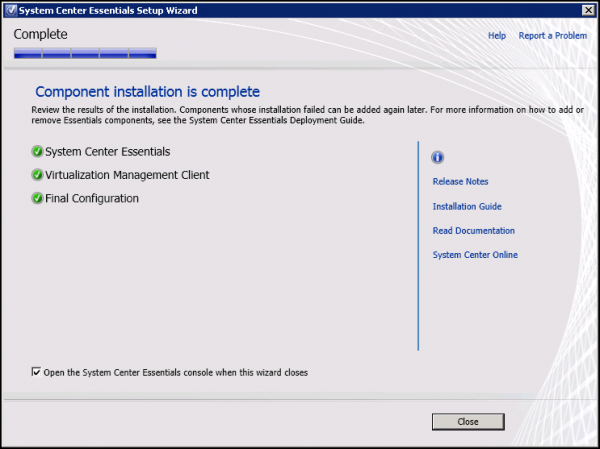 System Center Essentials Setup Wizard
Complete
Help Report a Problem
Component installation is complete
Review the results of the installation. Components whose installation failed can be added again later. For more information on how to add or
remove Essentials components, see the System Center Essentials Deployment Guide.
System Center Essentials
Virtualization Management Client
Final Configuration
Release Notes
Installation Guide
Read Documentation
System Center Online
Open the System Center Essentials console when this wizard closes
Close